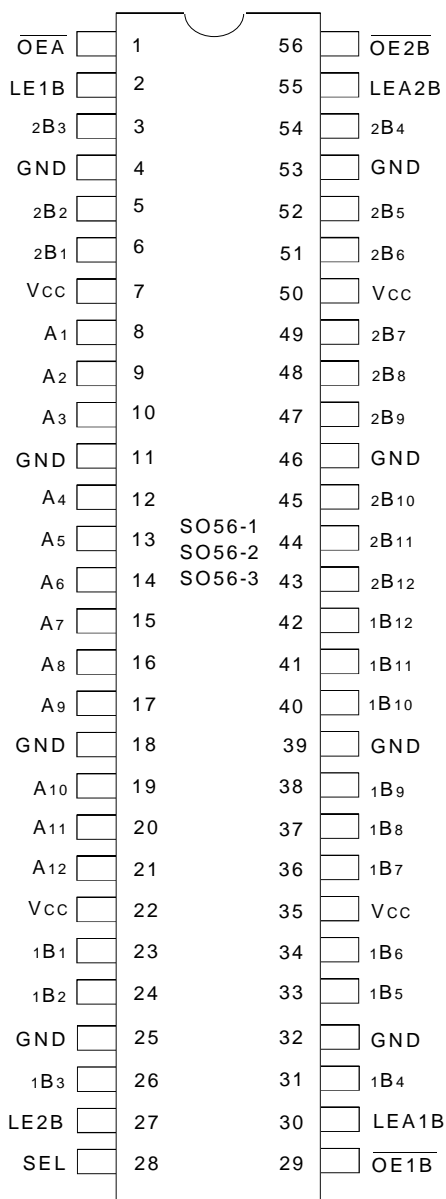 OEA 1 56 OE2B
LE1B 2 55 LEA2B
2B3 3 54 2B4
GND 4 53 GND
2B2 5 52 2B5
2B1 6 51 2B6
VCC 7 50 VCC
A1 8 49 2B7
A2 9 48 2B8
A3 10 47 2B9
GND 11 46 GND
A4 12 45 2B10
A5 13 SO56-1 44 2B11
SO56-2
A6 14 SO56-3 43 2B12
A7 15 42 1B12
A8 16 41 1B11
A9 17 40 1B10
GND 18 39 GND
A10 19 38 1B9
A11 20 37 1B8
A12 21 36 1B7
VCC 22 35 VCC
1B1 23 34 1B6
1B2 24 33 1B5
GND 25 32 GND
1B3 26 31 1B4
LE2B 27 30 LEA1B
SEL 28 29 OE1B